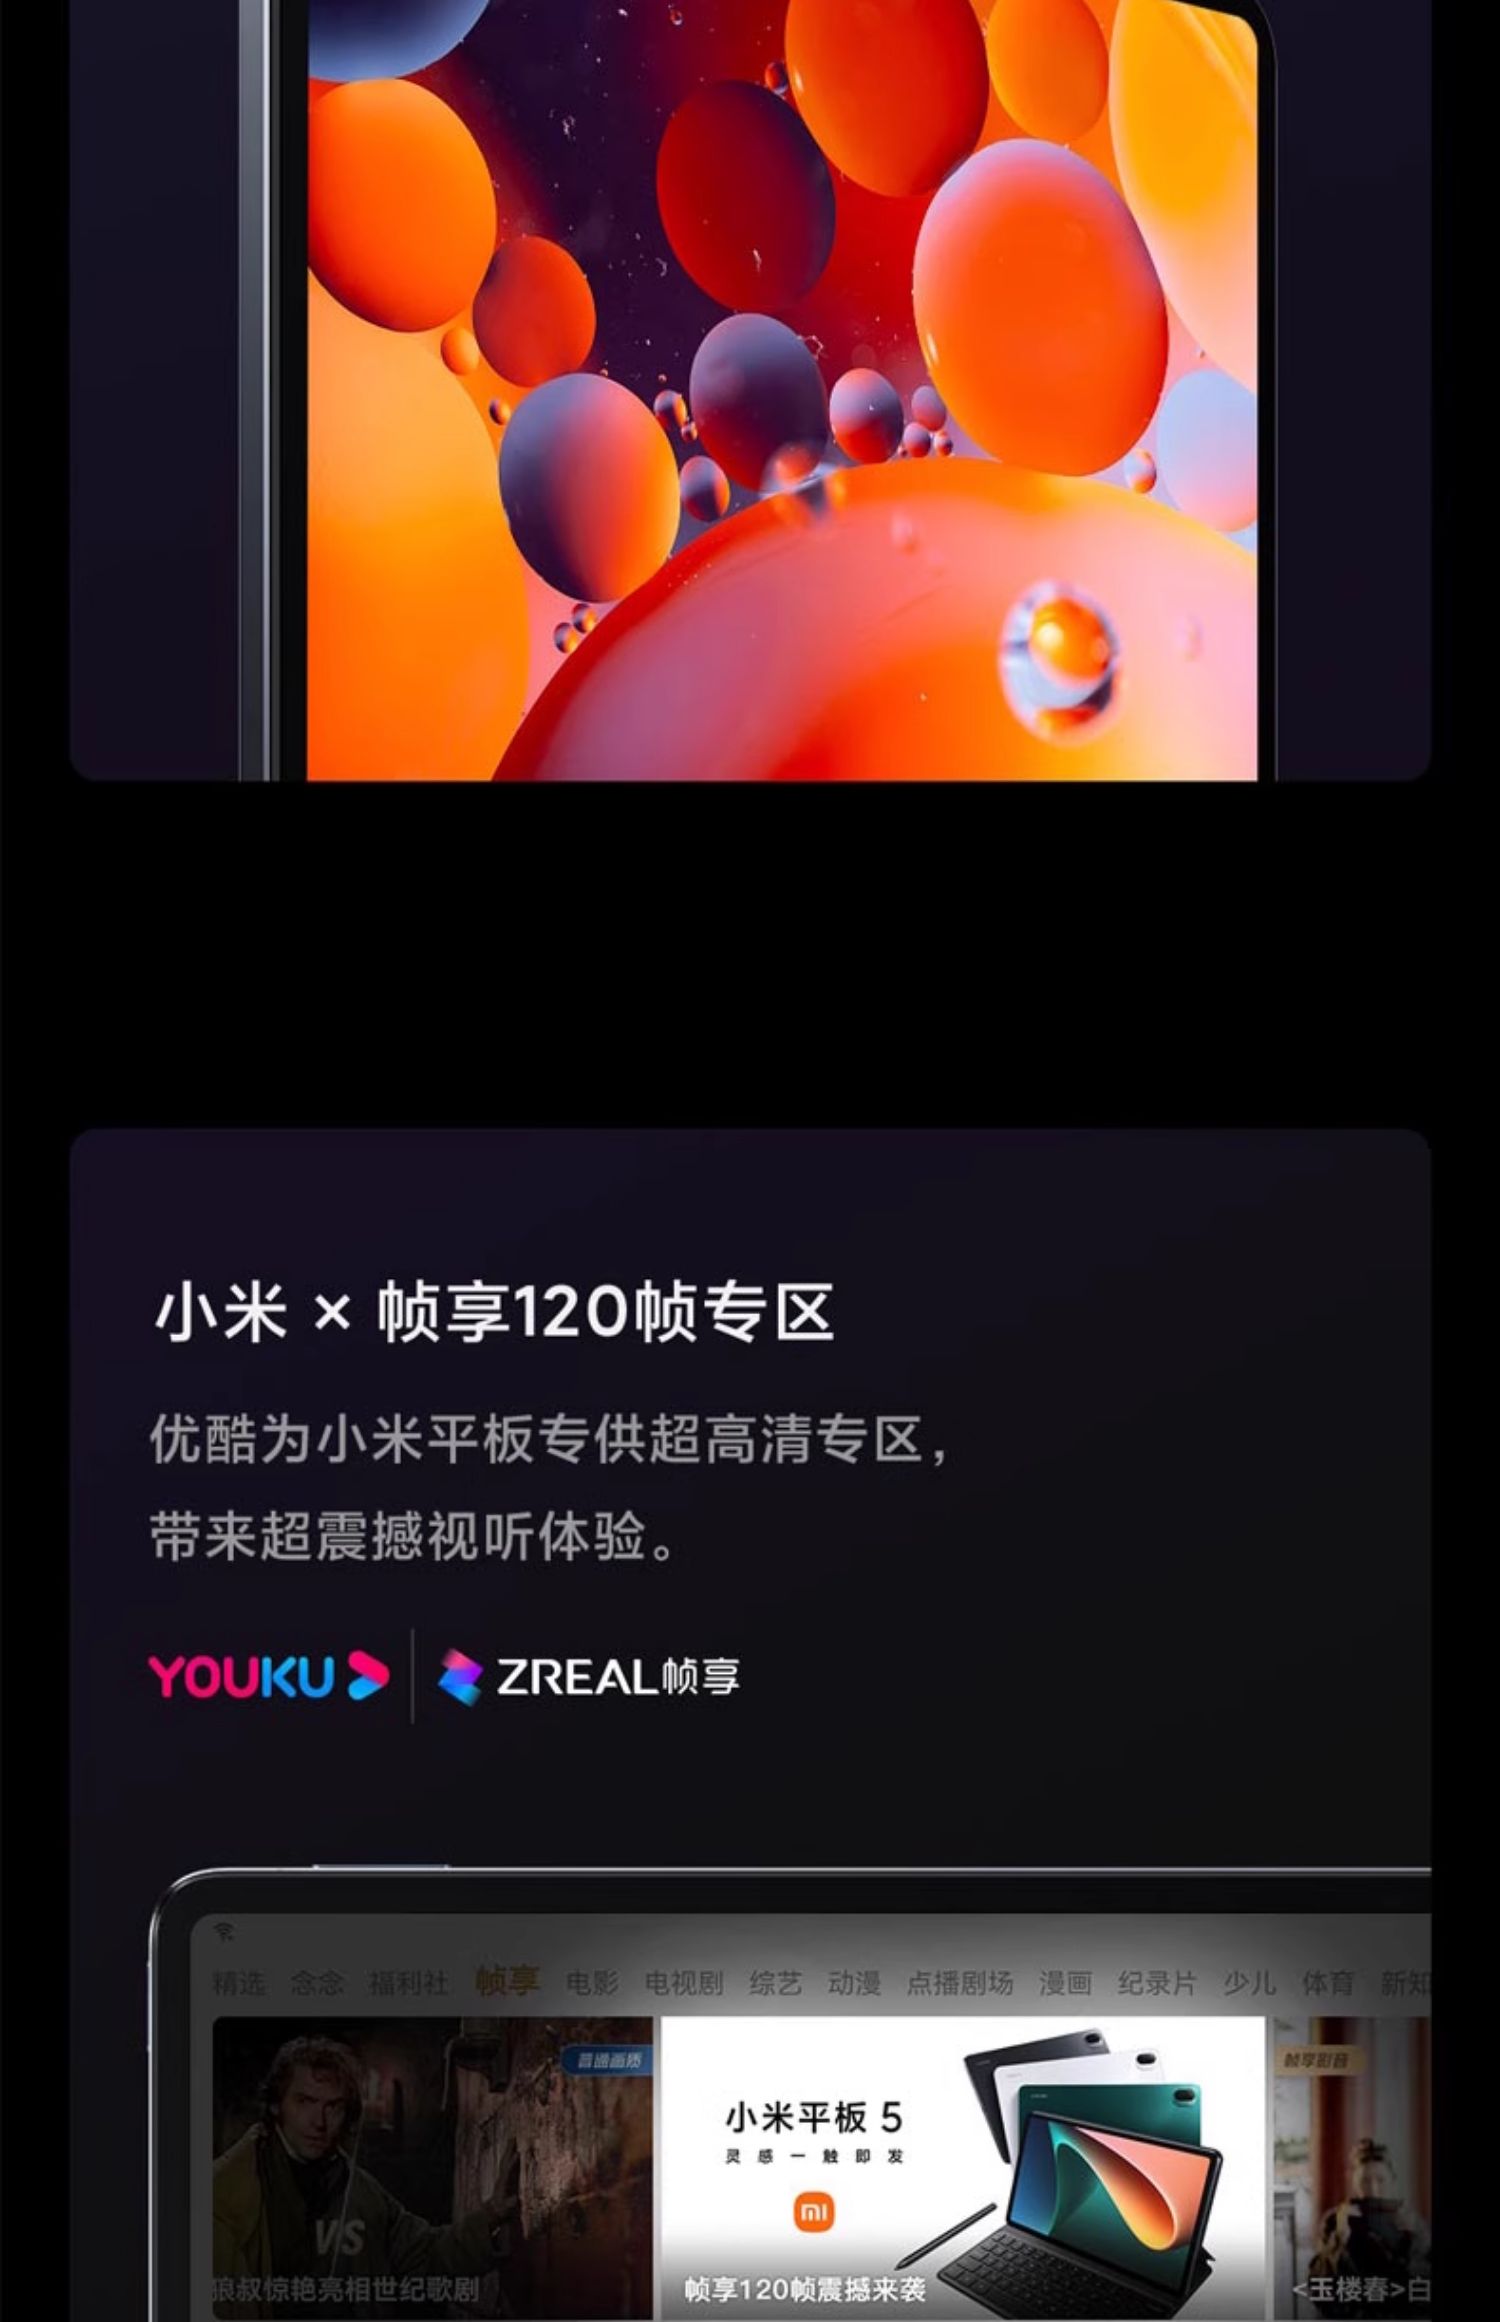 小米 × 帧享120帧专区
优酷为小米平板专供超高清专区，
带来超震撼视听体验。
YOUKU ZREAL帧享
精选 念念 福利社 帧享 电影 电视剧 综艺 动漫 点播剧场 漫画 纪录片 少儿 体育 新知
普通画质
帧享影音
小米平板 5
灵感一触即发
mi
VS
狼叔惊艳亮相世纪歌剧
帧享120帧震撼来袭
<玉楼春>白